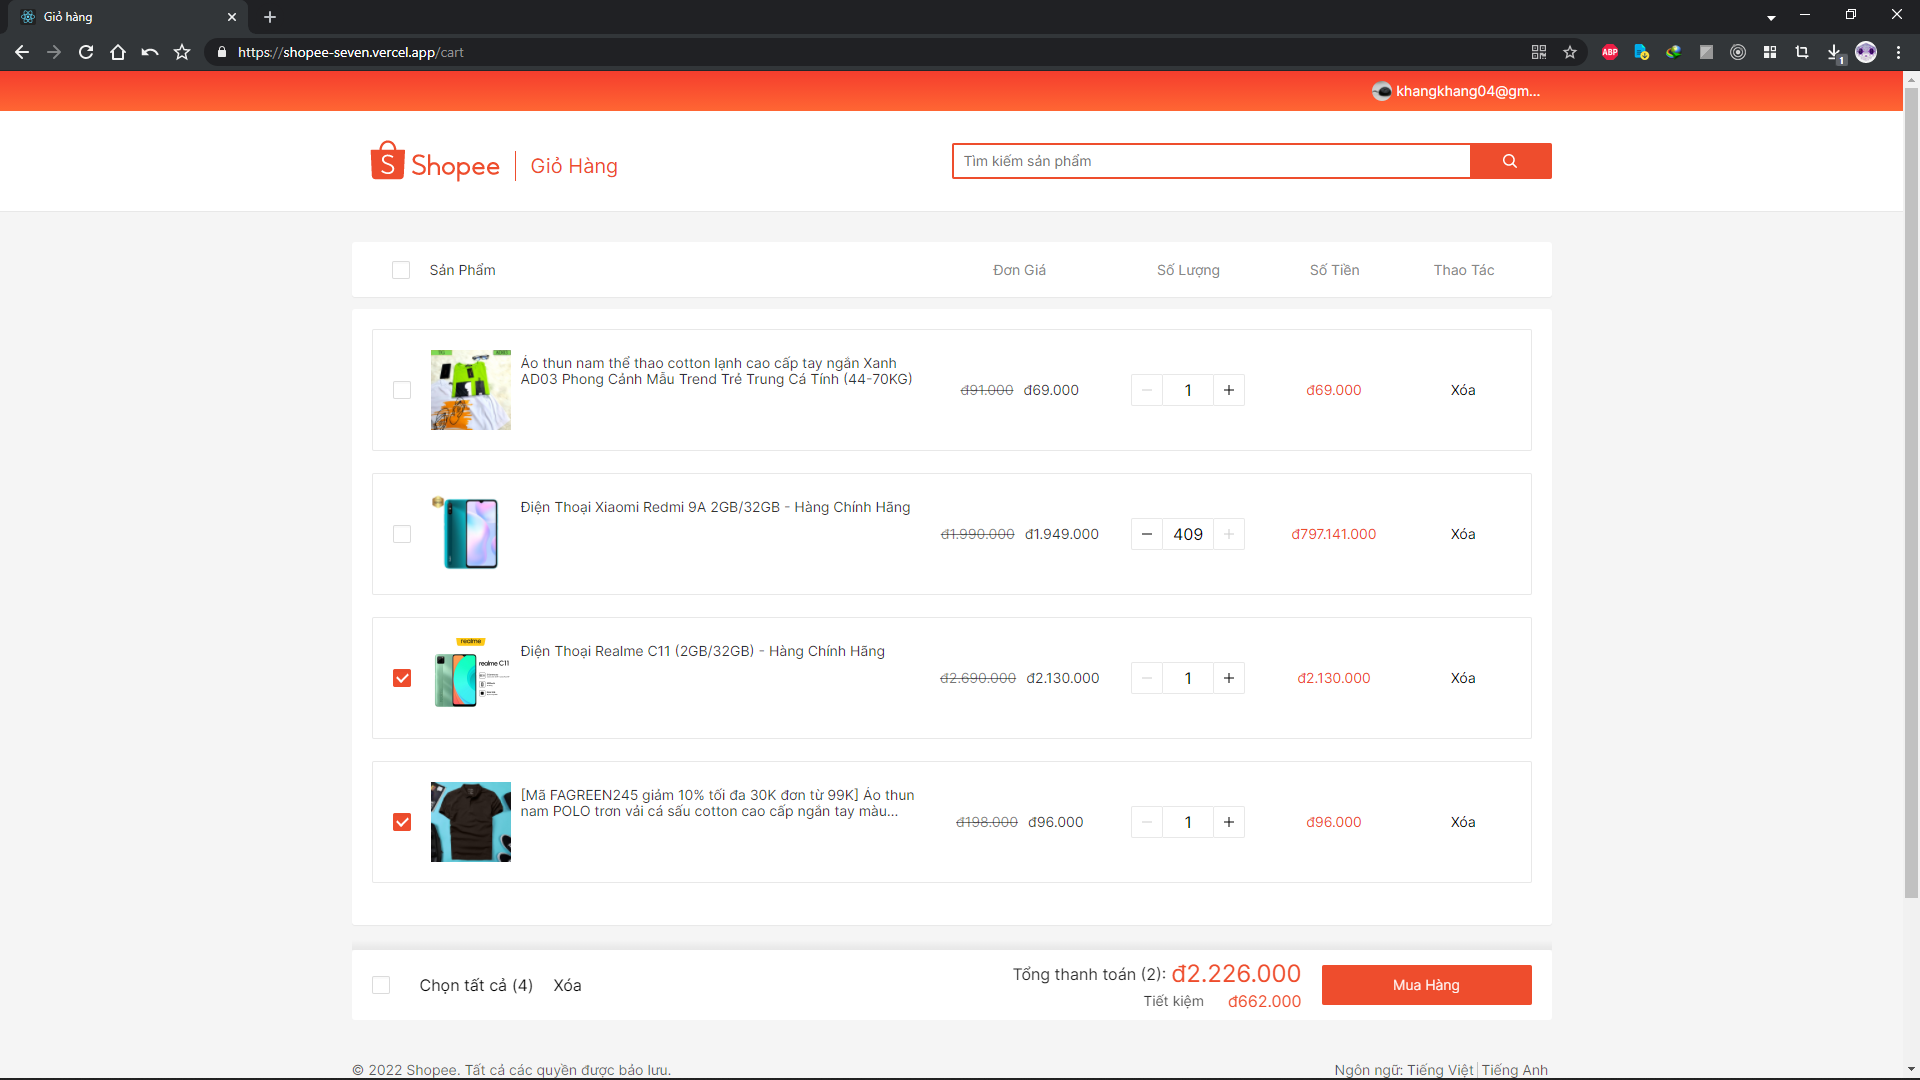 Giỏ hàng
https://shopee-seven.vercel.app/cart
ABP
1
khangkhang04@gm...
Shopee
Giỏ Hàng
Tìm kiếm sản phẩm
Sản Phẩm Đơn Giá Số Lượng Số Tiền Thao Tác
Áo thun nam thể thao cotton lạnh cao cấp tay ngắn Xanh
AD03 Phong Cảnh Mẫu Trend Trẻ Trung Cá Tính (44-70KG)
đ91.000 đ69.000 1 đ69.000 Xóa
Điện Thoại Xiaomi Redmi 9A 2GB/32GB - Hàng Chính Hãng
đ1.990.000 đ1.949.000 409 đ797.141.000 Xóa
realme
realme C11
Điện Thoại Realme C11 (2GB/32GB) - Hàng Chính Hãng
đ2.690.000 đ2.130.000 1 đ2.130.000 Xóa
[Mã FAGREEN245 giảm 10% tối đa 30K đơn từ 99K] Áo thun
nam POLO trơn vải cá sấu cotton cao cấp ngắn tay màu...
đ198.000 đ96.000 1 đ96.000 Xóa
Chọn tất cả (4) Xóa
Tổng thanh toán (2): đ2.226.000
Tiết kiệm đ662.000
Mua Hàng
© 2022 Shopee. Tất cả các quyền được bảo lưu.
Ngôn ngữ: Tiếng Việt Tiếng Anh